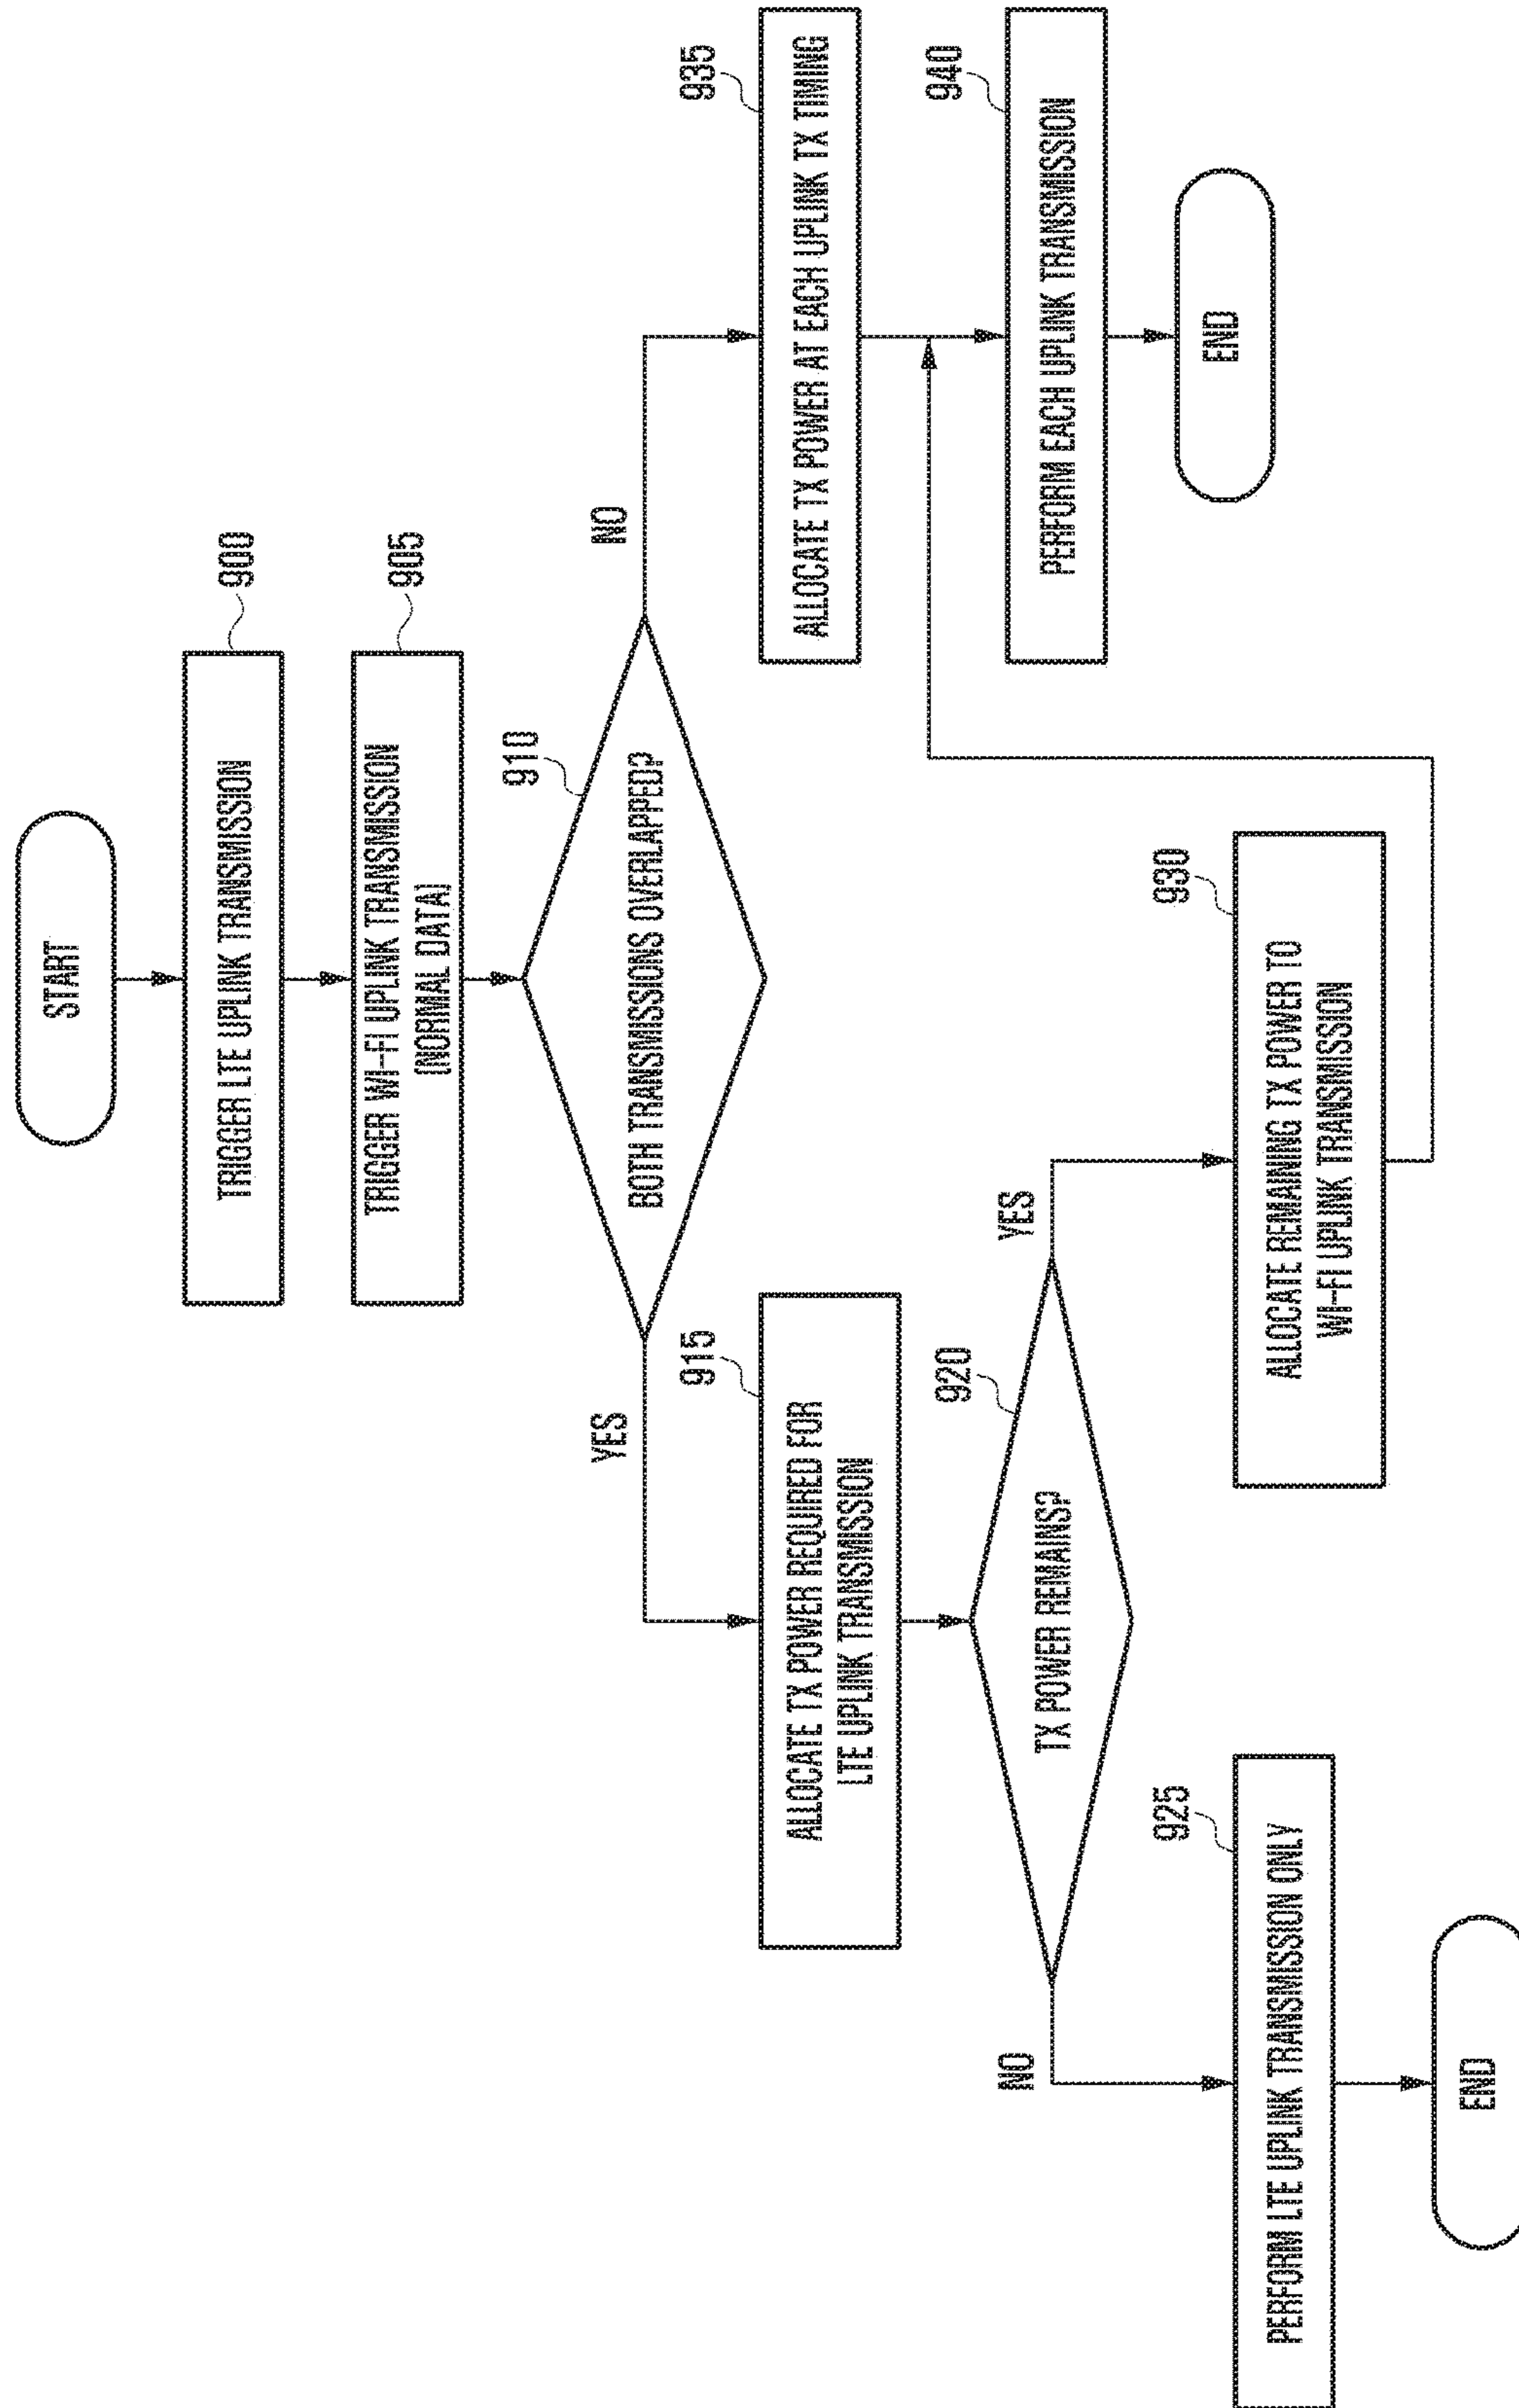 START
TRIGGER LTE UPLINK TRANSMISSION
900
TRIGGER WI-FI UPLINK TRANSMISSION
(NORMAL DATA)
905
BOTH TRANSMISSIONS OVERLAPPED?
910
YES
NO
ALLOCATE TX POWER REQUIRED FOR
LTE UPLINK TRANSMISSION
915
ALLOCATE TX POWER AT EACH UPLINK TX TIMING
935
TX POWER REMAINS?
920
NO
YES
PERFORM EACH UPLINK TRANSMISSION
940
PERFORM LTE UPLINK TRANSMISSION ONLY
925
ALLOCATE REMAINING TX POWER TO
WI-FI UPLINK TRANSMISSION
930
END
END